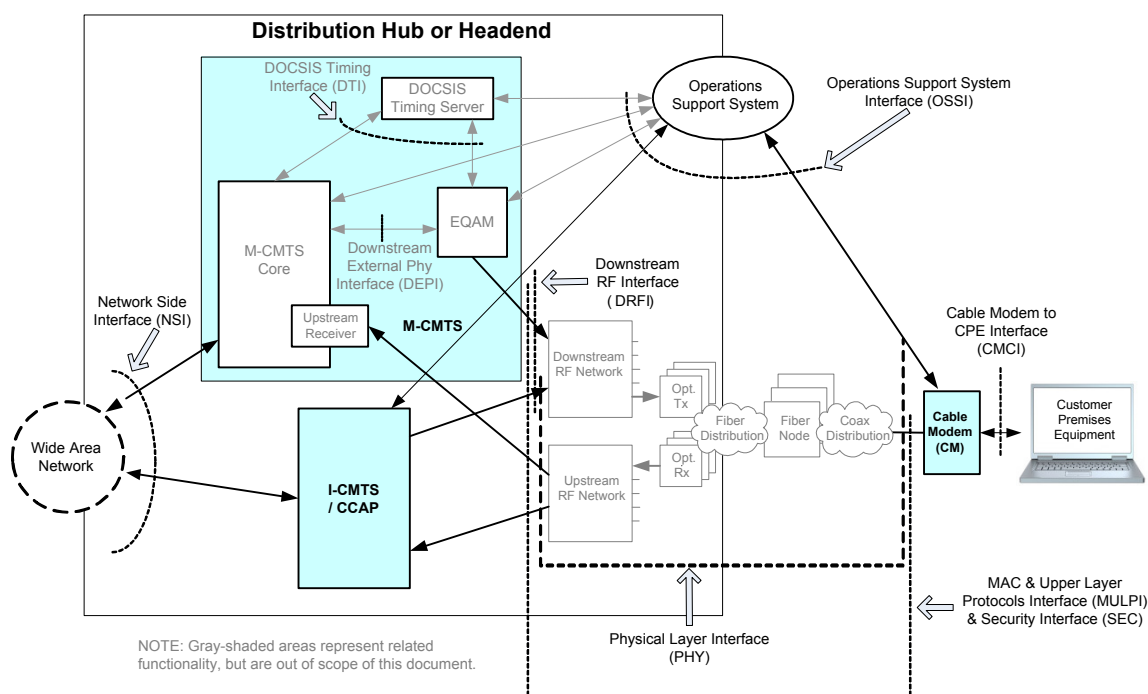 Distribution Hub or Headend
DOCSIS Timing
Interface (DTI)
DOCSIS
Timing Server
Operations
Support System
Operations Support System
Interface (OSSI)
M-CMTS
Core
EQAM
Downstream
External Phy
Interface (DEPI)
Upstream
Receiver
M-CMTS
Network Side
Interface (NSI)
Wide Area
Network
I-CMTS
/ CCAP
Downstream
RF Interface
(DRFI)
Downstream
RF Network
Opt.
Tx
Upstream
RF Network
Opt.
Rx
Fiber
Distribution
Fiber
Node
Coax
Distribution
Cable
Modem
(CM)
Cable Modem to
CPE Interface
(CMCI)
Customer
Premises
Equipment
Physical Layer Interface
(PHY)
MAC & Upper Layer
Protocols Interface (MULPI)
& Security Interface (SEC)
NOTE: Gray-shaded areas represent related
functionality, but are out of scope of this document.